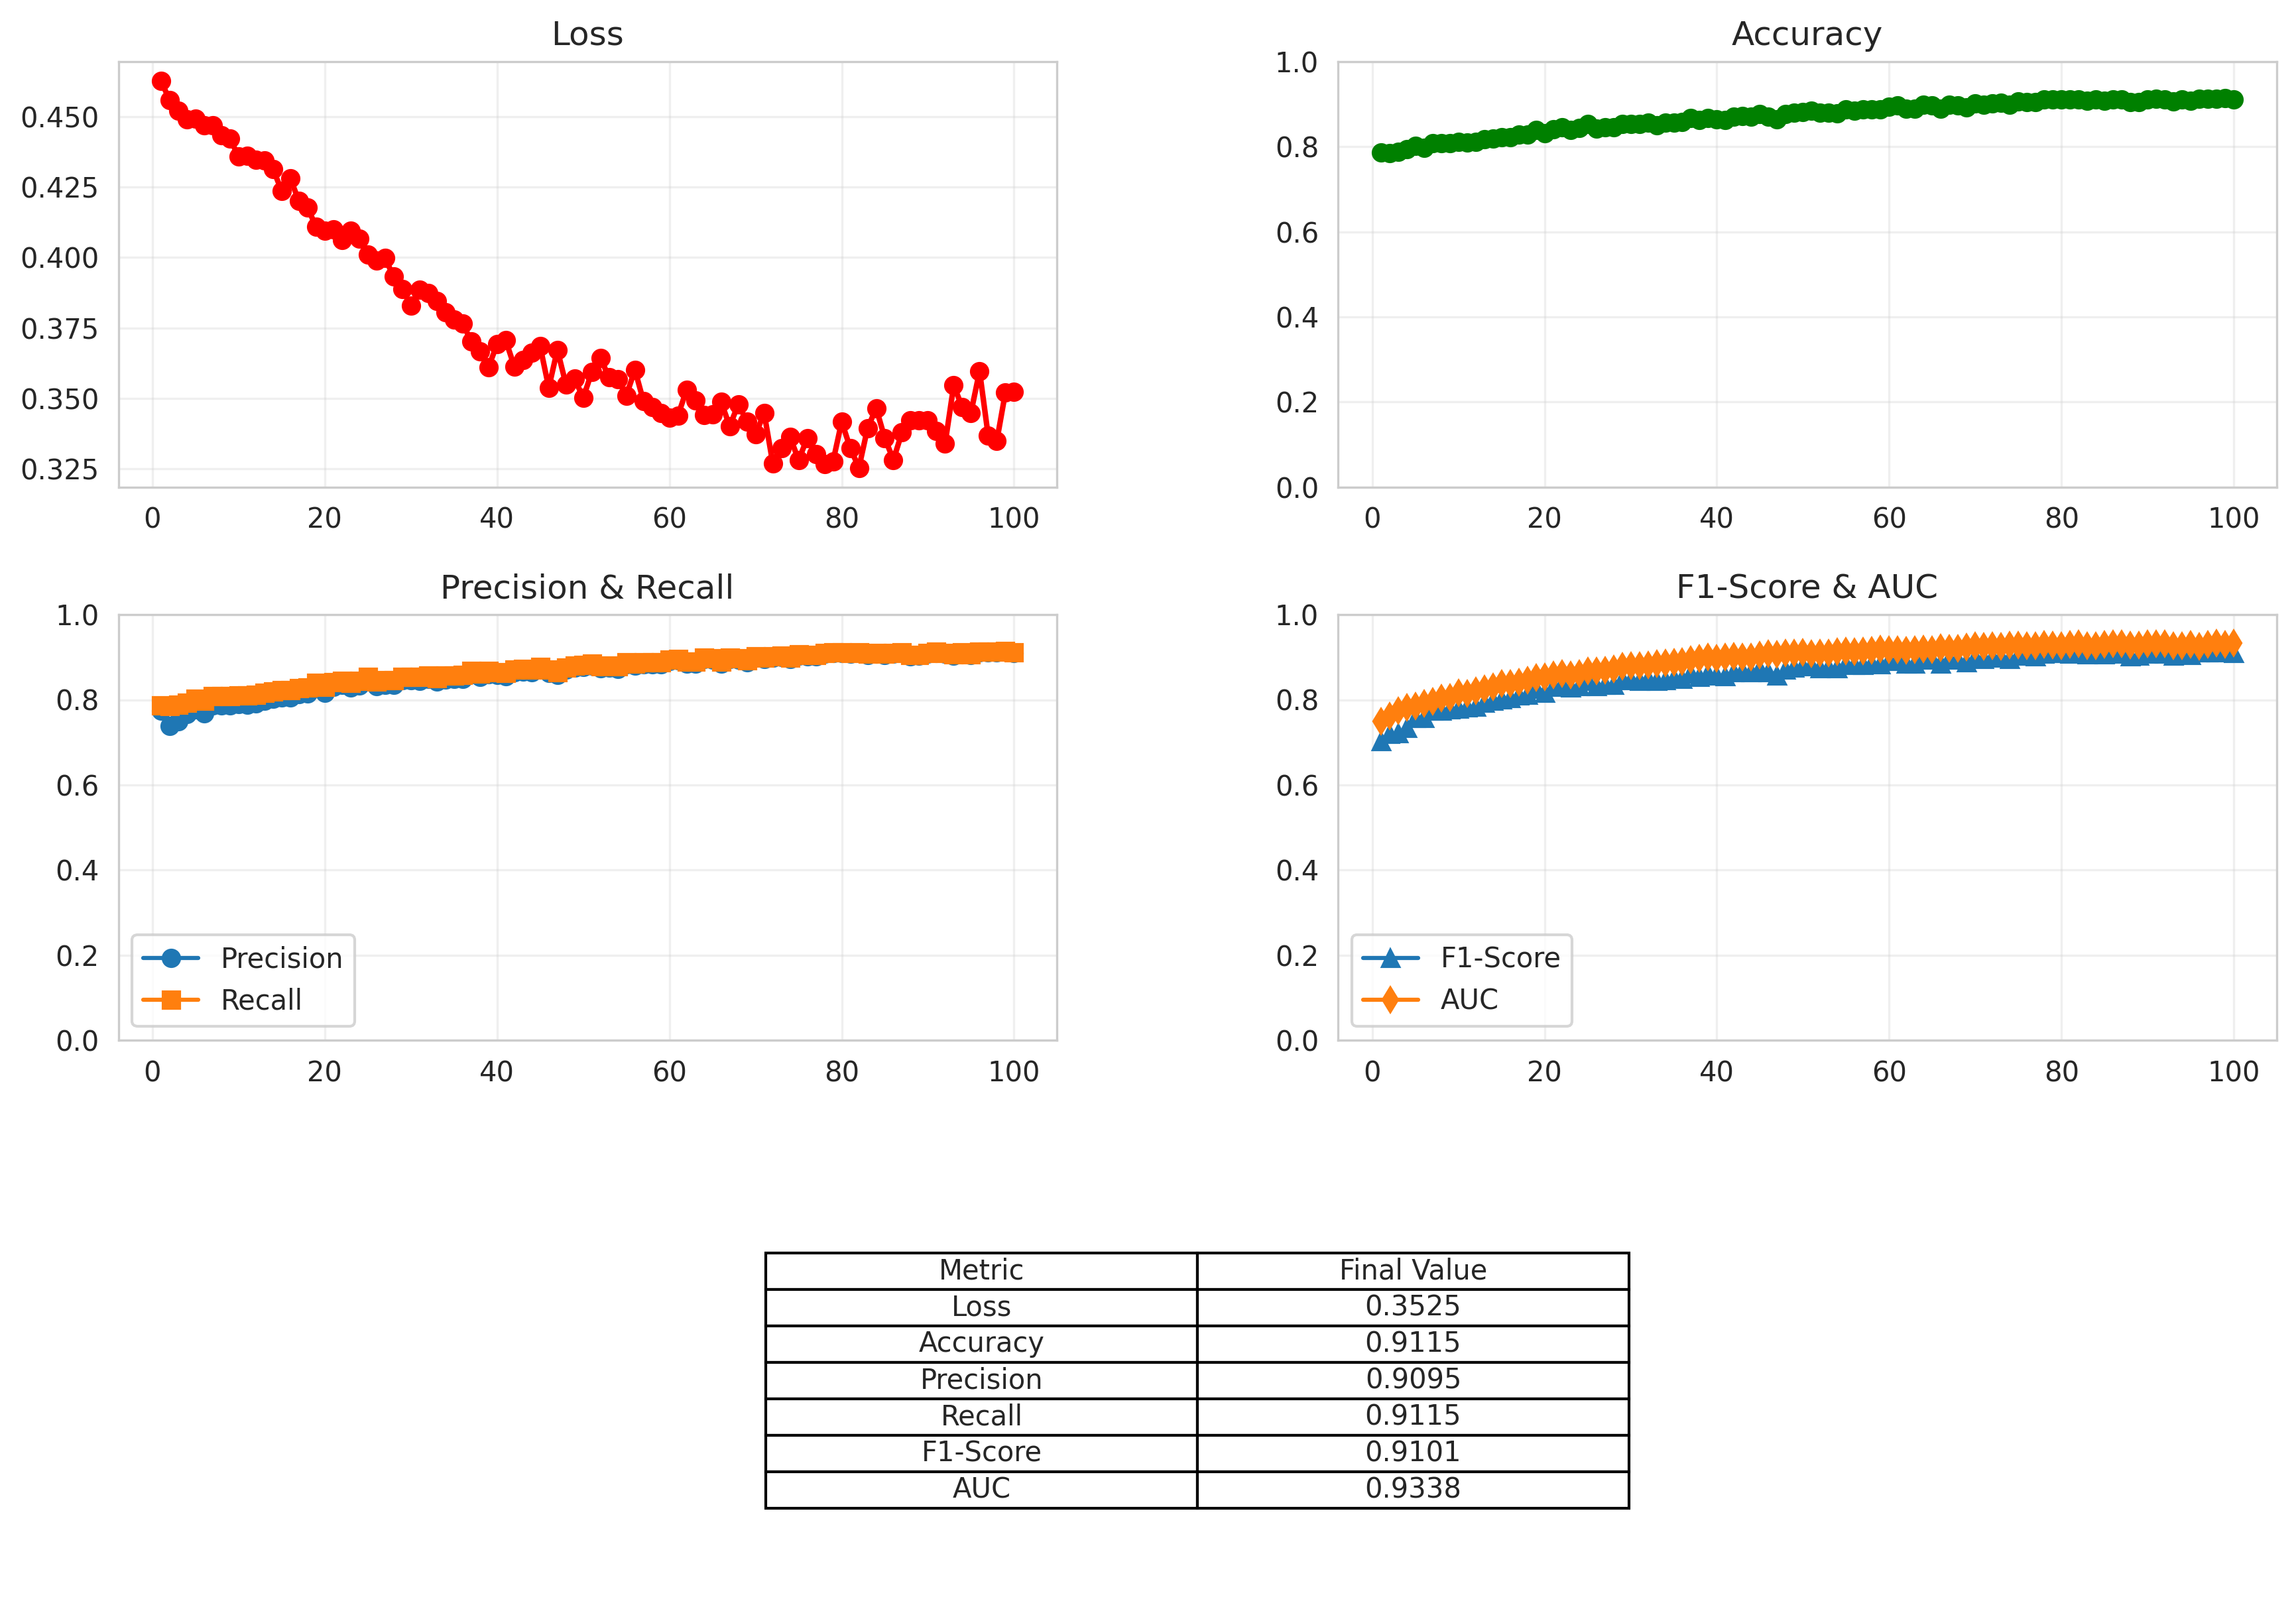 Loss
0.450
0.425
0.400
0.375
0.350
0.325
0 20 40 60 80 100
Accuracy
1.0
0.8
0.6
0.4
0.2
0.0
0 20 40 60 80 100
Precision & Recall
1.0
0.8
0.6
0.4
0.2
0.0
Precision
Recall
0 20 40 60 80 100
F1-Score & AUC
1.0
0.8
0.6
0.4
0.2
0.0
F1-Score
AUC
0 20 40 60 80 100
Metric Final Value
Loss 0.3525
Accuracy 0.9115
Precision 0.9095
Recall 0.9115
F1-Score 0.9101
AUC 0.9338